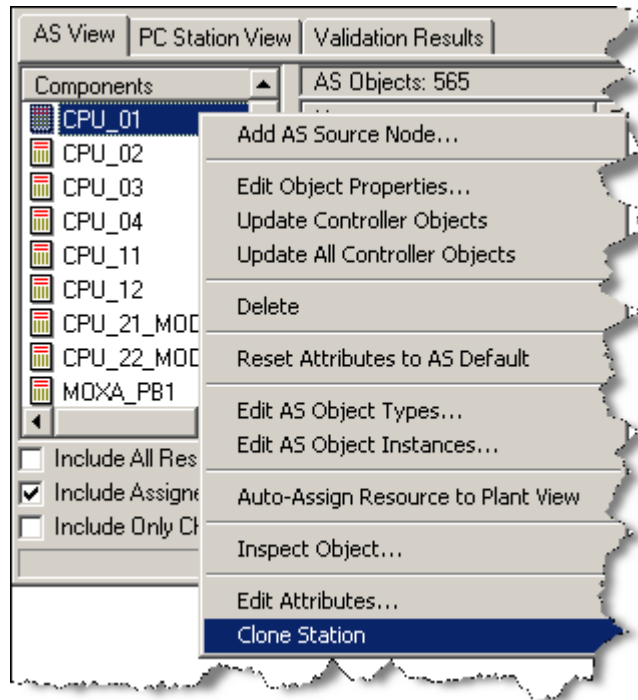 AS View PC Station View Validation Results
Components AS Objects: 565
CPU_01
CPU_02
CPU_03
CPU_04
CPU_11
CPU_12
CPU_21_MOD
CPU_22_MOD
MOXA_PB1
Include All Res
Include Assigne
Include Only Ch
Add AS Source Node...
Edit Object Properties...
Update Controller Objects
Update All Controller Objects
Delete
Reset Attributes to AS Default
Edit AS Object Types...
Edit AS Object Instances...
Auto-Assign Resource to Plant View
Inspect Object...
Edit Attributes...
Clone Station